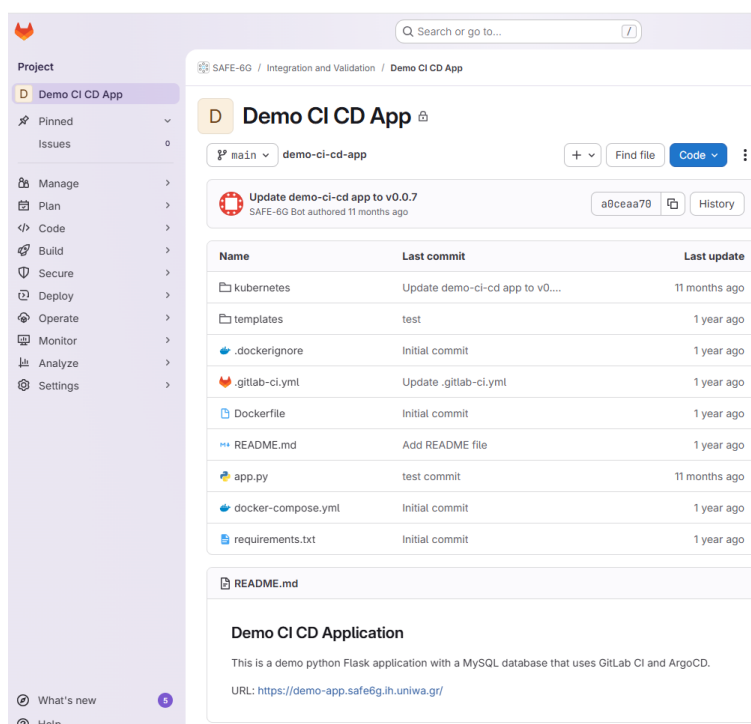 Search or go to... /
Project
D Demo CI CD App
Pinned
Issues 0
Manage
Plan
Code
Build
Secure
Deploy
Operate
Monitor
Analyze
Settings
What's new 5
Help
SAFE-6G / Integration and Validation / Demo CI CD App
D Demo CI CD App
main demo-ci-cd-app Find file Code
Update demo-ci-cd app to v0.0.7
SAFE-6G Bot authored 11 months ago
a0ceaa70 History
Name Last commit Last update
kubernetes Update demo-ci-cd app to v0.... 11 months ago
templates test 1 year ago
.dockerignore Initial commit 1 year ago
.gitlab-ci.yml Update .gitlab-ci.yml 1 year ago
Dockerfile Initial commit 1 year ago
README.md Add README file 1 year ago
app.py test commit 11 months ago
docker-compose.yml Initial commit 1 year ago
requirements.txt Initial commit 1 year ago
README.md
Demo CI CD Application
This is a demo python Flask application with a MySQL database that uses GitLab CI and ArgoCD.
URL: https://demo-app.safe6g.ih.uniwa.gr/